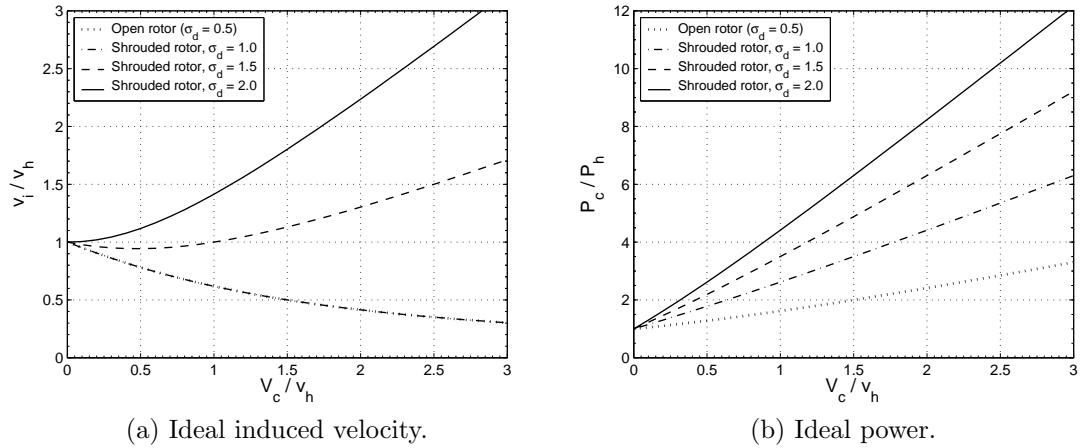 3
2.5
2
1.5
1
0.5
0
0 0.5 1 1.5 2 2.5 3
v_i / v_h
V_c / v_h
Open rotor (σ_d = 0.5)
Shrouded rotor, σ_d = 1.0
Shrouded rotor, σ_d = 1.5
Shrouded rotor, σ_d = 2.0
(a) Ideal induced velocity.
12
10
8
6
4
2
0
0 0.5 1 1.5 2 2.5 3
P_c / P_h
V_c / v_h
Open rotor (σ_d = 0.5)
Shrouded rotor, σ_d = 1.0
Shrouded rotor, σ_d = 1.5
Shrouded rotor, σ_d = 2.0
(b) Ideal power.